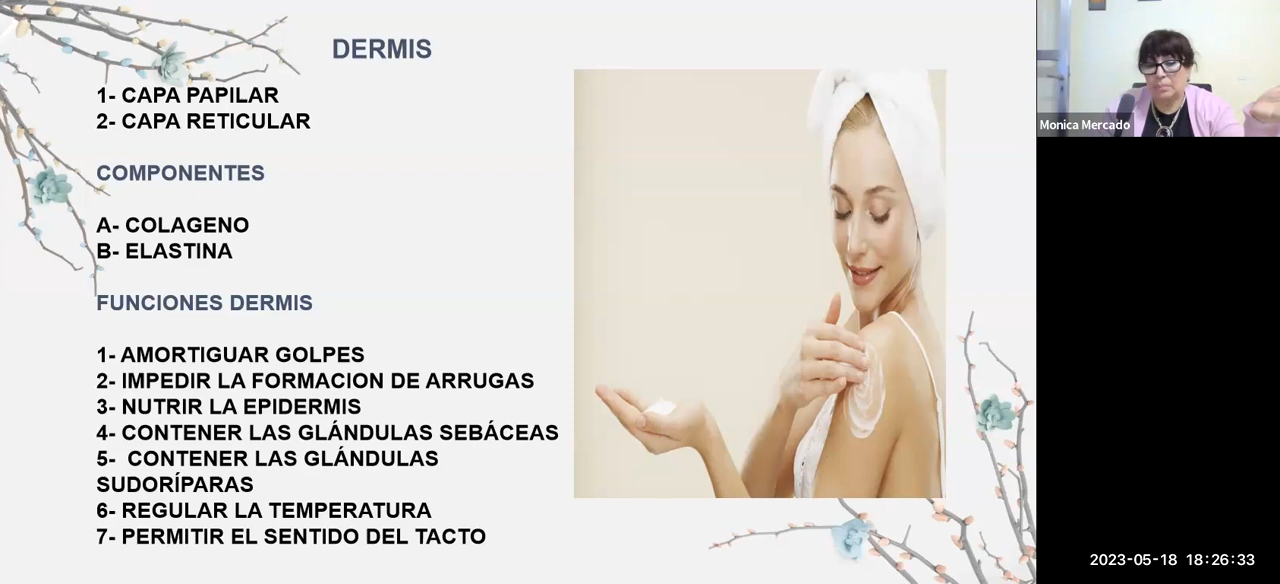 DERMIS
1- CAPA PAPILAR
2- CAPA RETICULAR
COMPONENTES
A- COLAGENO
B- ELASTINA
FUNCIONES DERMIS
1- AMORTIGUAR GOLPES
2- IMPEDIR LA FORMACION DE ARRUGAS
3- NUTRIR LA EPIDERMIS
4- CONTENER LAS GLÁNDULAS SEBÁCEAS
5-  CONTENER LAS GLÁNDULAS
SUDORÍPARAS
6- REGULAR LA TEMPERATURA
7- PERMITIR EL SENTIDO DEL TACTO
Monica Mercado
2023-05-18 18:26:33